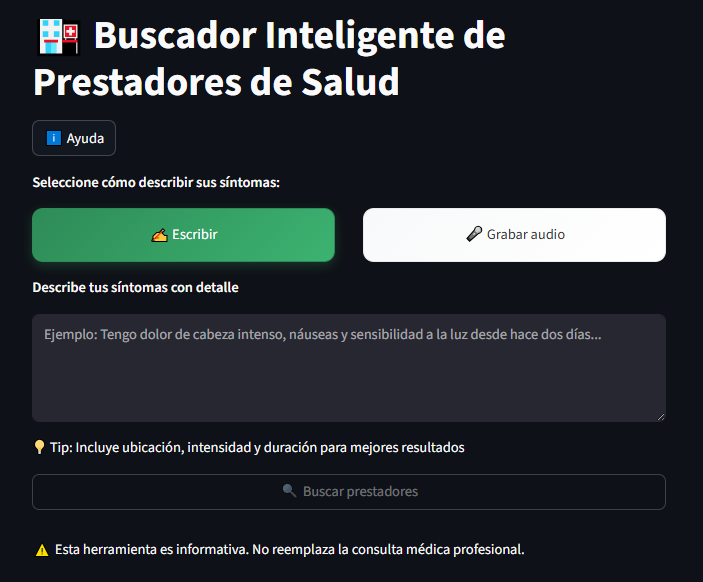 🏥 Buscador Inteligente de
Prestadores de Salud
ℹ️ Ayuda
Seleccione cómo describir sus síntomas:
✍️ Escribir
🎤 Grabar audio
Describe tus síntomas con detalle
Ejemplo: Tengo dolor de cabeza intenso, náuseas y sensibilidad a la luz desde hace dos días...
💡 Tip: Incluye ubicación, intensidad y duración para mejores resultados
🔍 Buscar prestadores
⚠️ Esta herramienta es informativa. No reemplaza la consulta médica profesional.